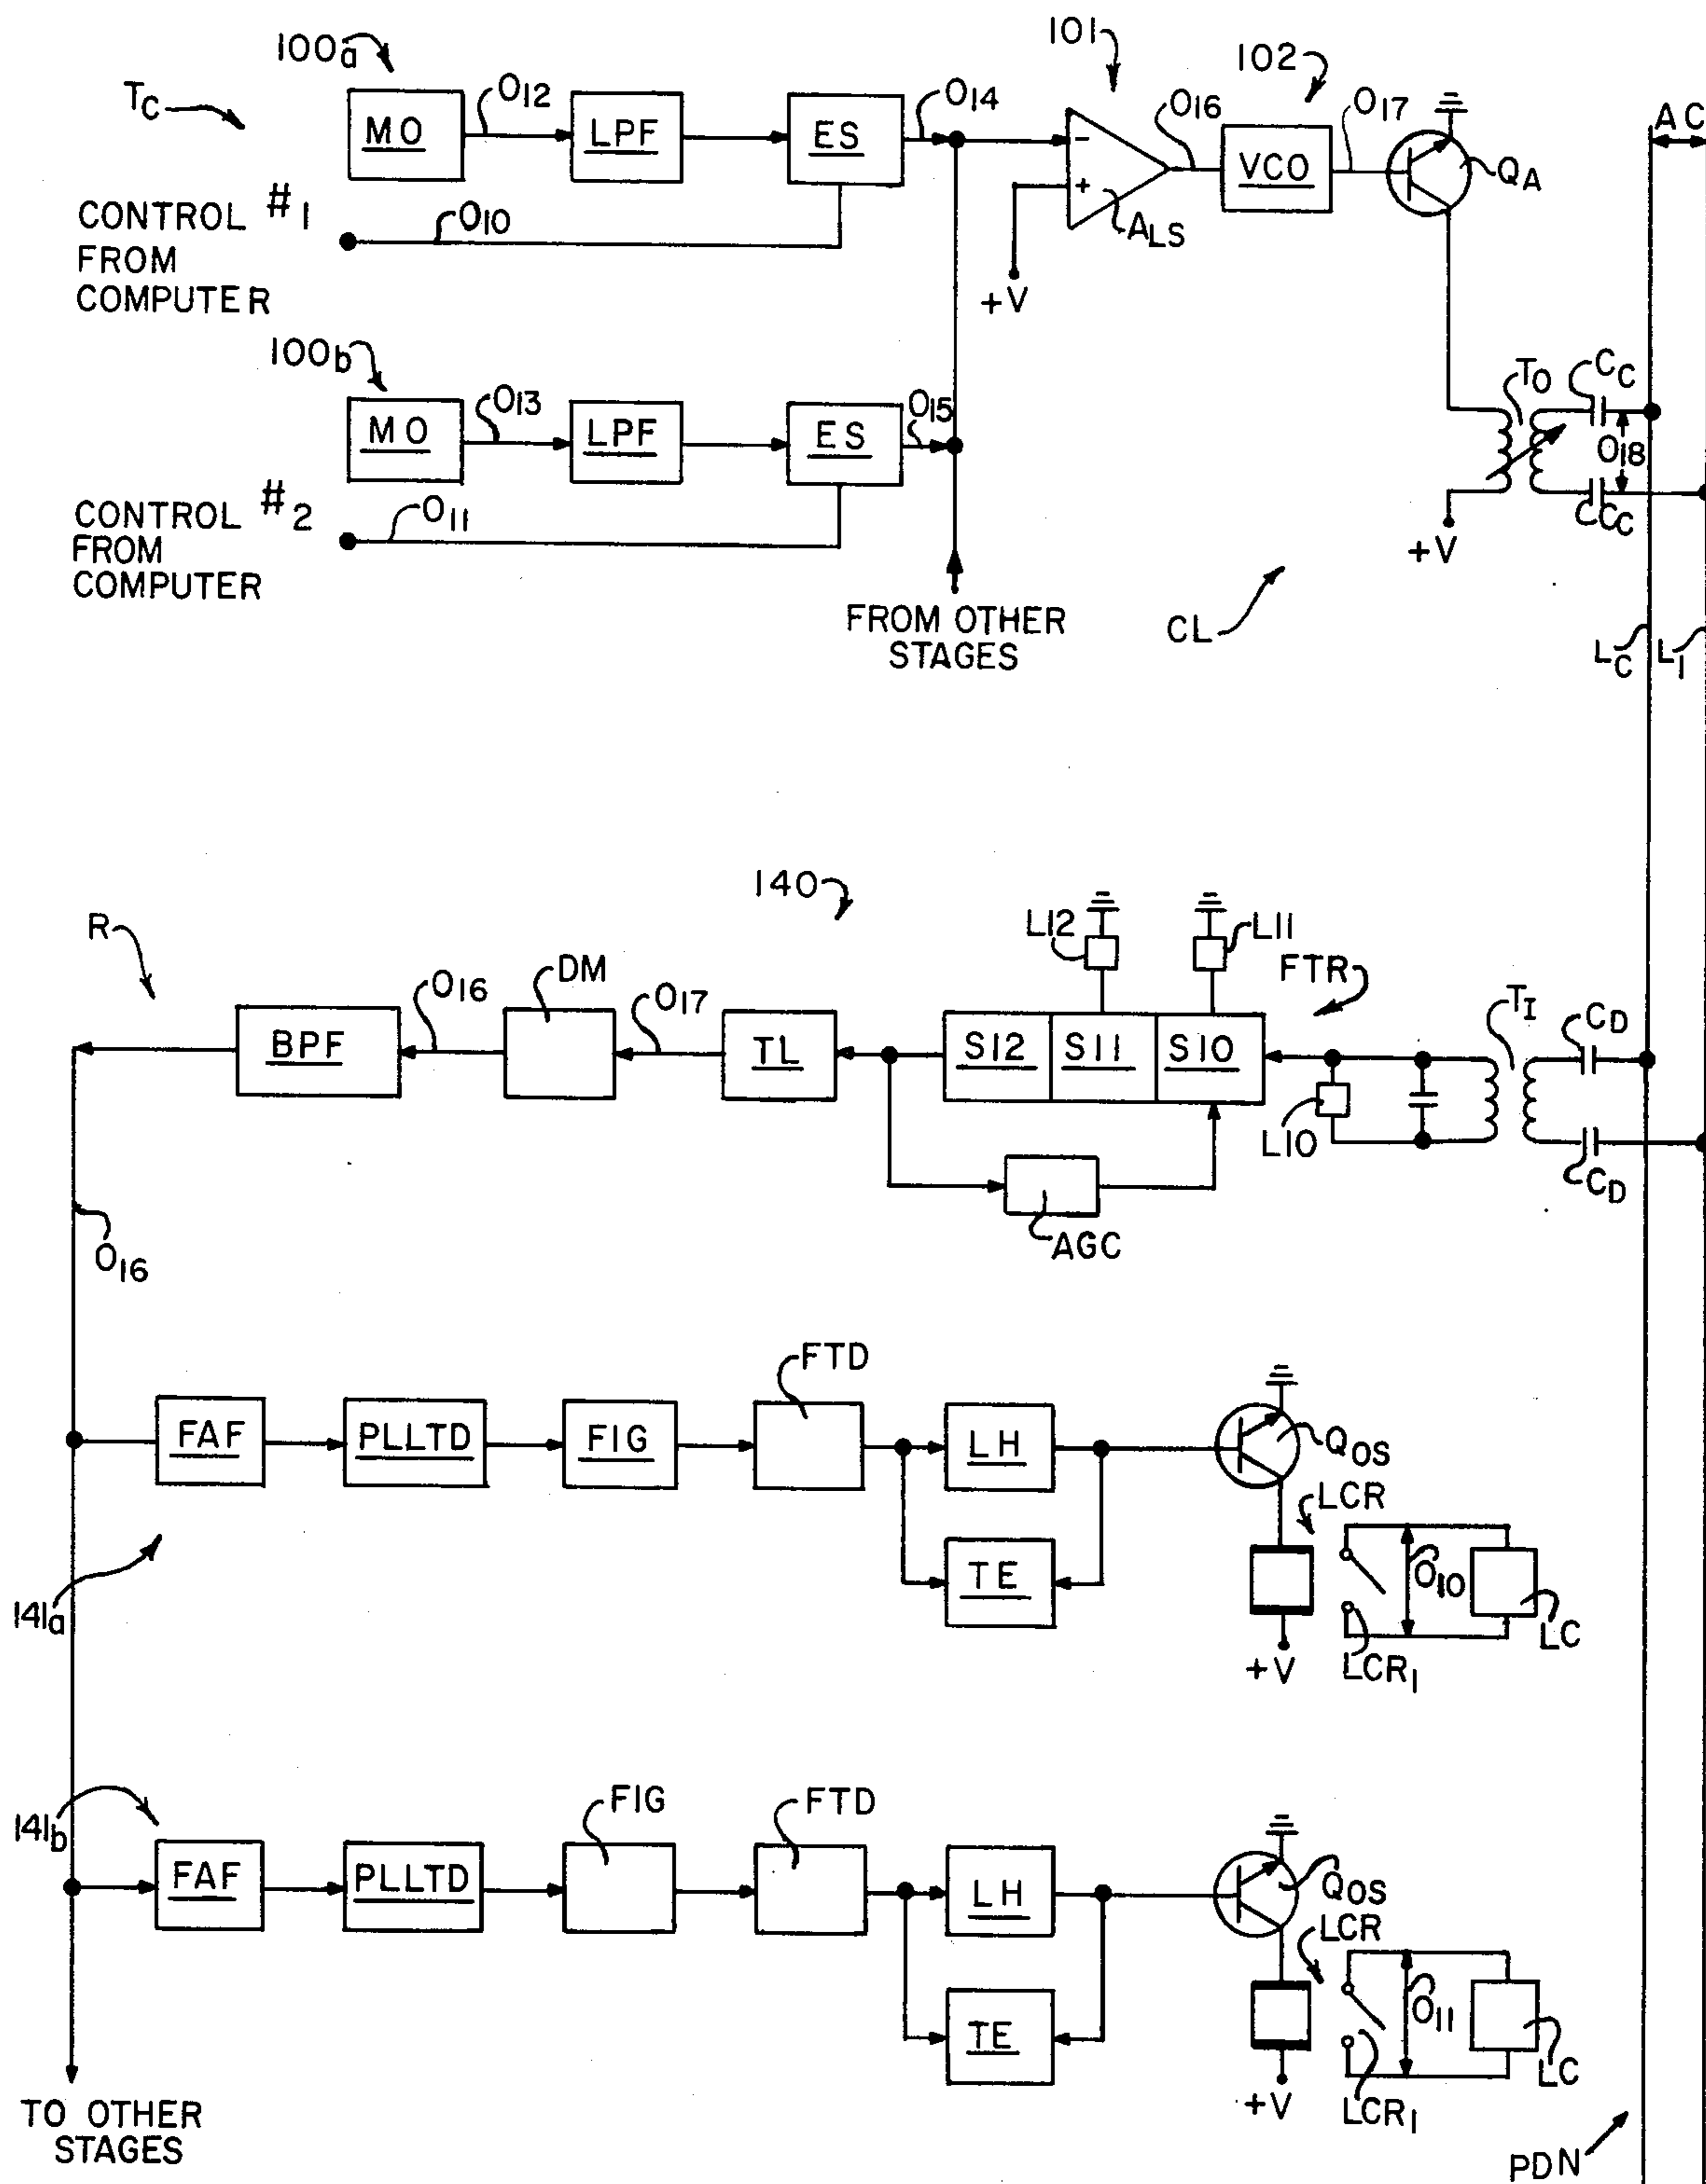 100a
101
102
TC
MO
O12
LPF
ES
O14
-
+
ALS
O16
VCO
O17
QA
AC
CONTROL #1
FROM
COMPUTER
O10
+V
100b
MO
O13
LPF
ES
O15
TO
CC
O18
CC
+V
CONTROL #2
FROM
COMPUTER
O11
FROM OTHER
STAGES
CL
LC
L1
140
R
L12
L11
FTR
BPF
O16
DM
O17
TL
S12
S11
S10
L10
TI
CD
CD
AGC
O16
FTD
FAF
PLLTD
FIG
LH
QOS
LCR
TE
O10
LC
LCR1
+V
141a
141b
FIG
FTD
FAF
PLLTD
LH
QOS
LCR
TE
O11
LC
LCR1
+V
TO OTHER
STAGES
PDN